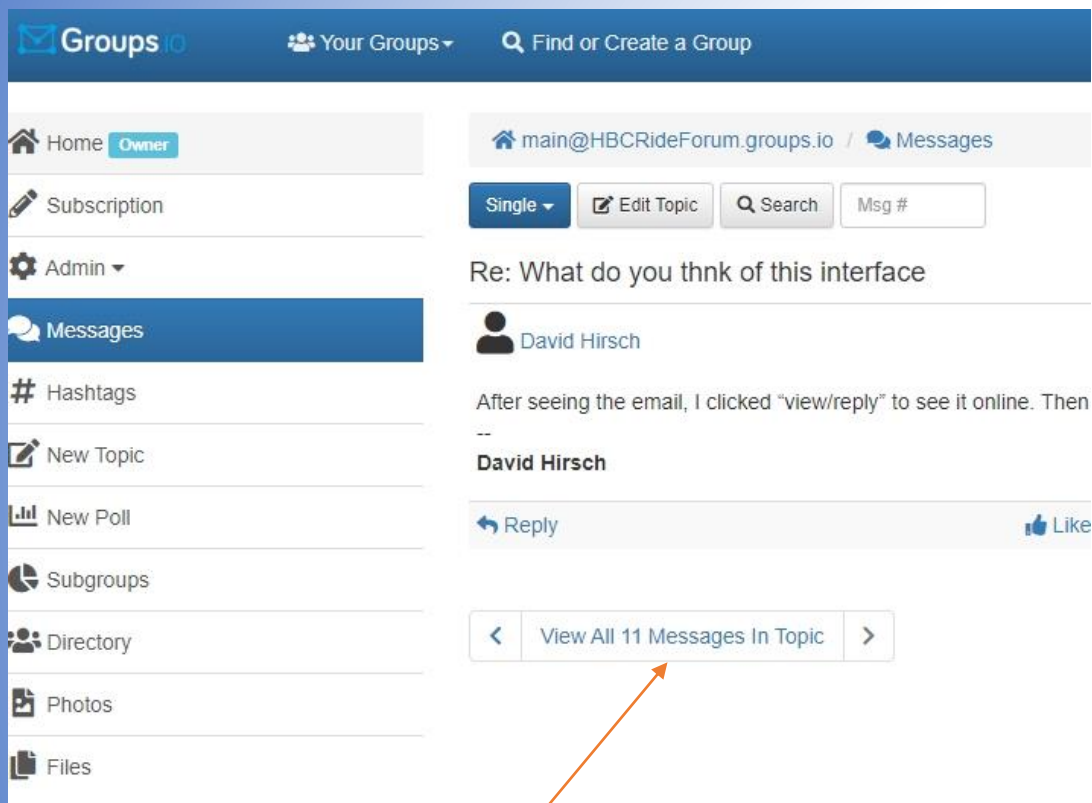 Groups.io Your Groups Find or Create a Group
Home Owner
Subscription
Admin
Messages
# Hashtags
New Topic
New Poll
Subgroups
Directory
Photos
Files
main@HBCRideForum.groups.io / Messages
Single Edit Topic Search Msg #
Re: What do you thnk of this interface
David Hirsch
After seeing the email, I clicked “view/reply” to see it online. Then
--
David Hirsch
Reply Like
View All 11 Messages In Topic